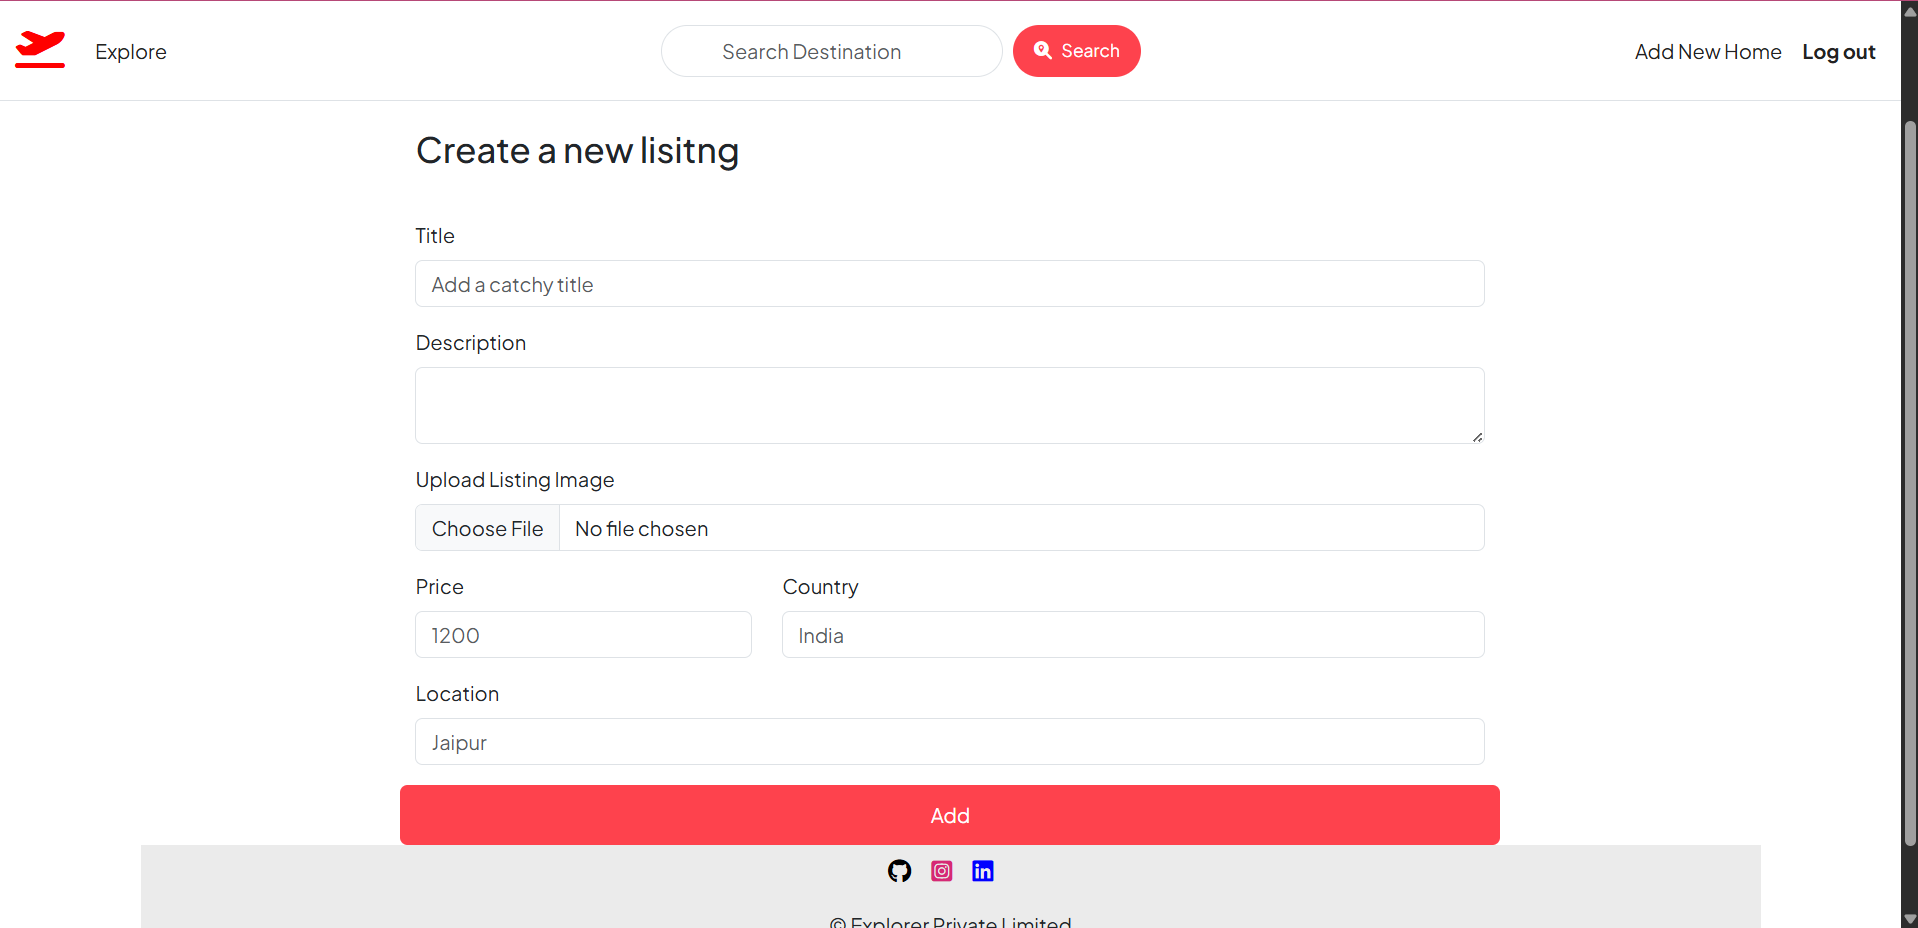 Explore
Search Destination
Search
Add New Home
Log out
Create a new lisitng
Title
Add a catchy title
Description
Upload Listing Image
Choose File No file chosen
Price
Country
1200
India
Location
Jaipur
Add
© Explorer Private Limited